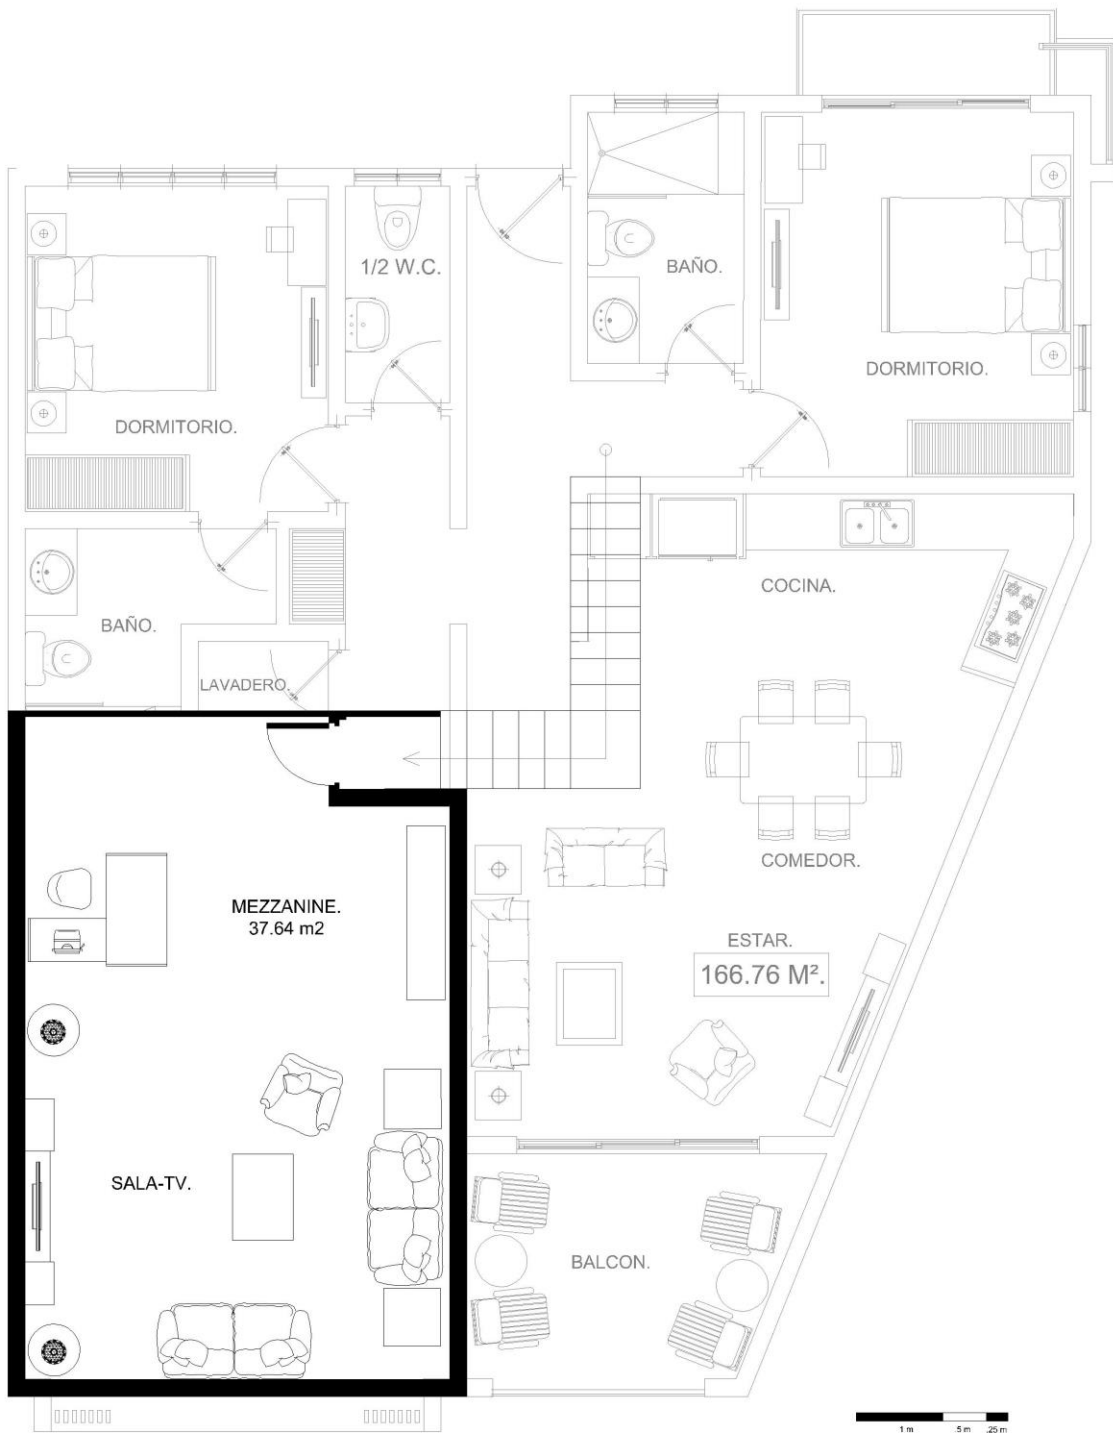 1/2 W.C.
BAÑO.
DORMITORIO.
DORMITORIO.
COCINA.
BAÑO.
LAVADERO.
COMEDOR.
MEZZANINE.
37.64 m2
ESTAR.
166.76 M².
SALA-TV.
BALCON.
1 m
.5 m
.25 m